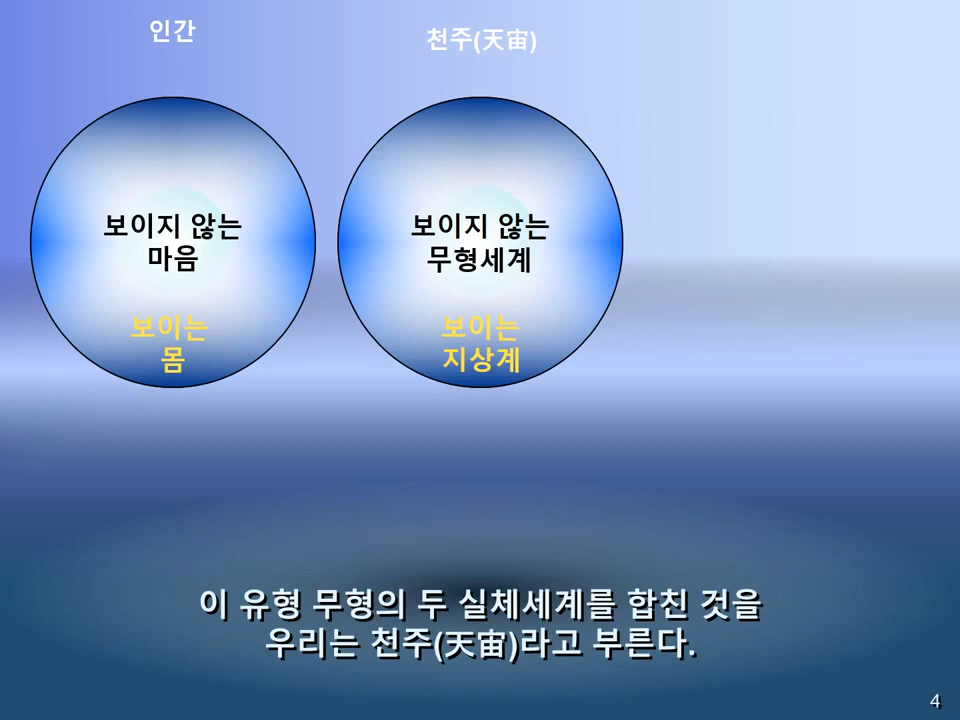 인간
천주(天宙)
보이지 않는
마음
보이는
몸
보이지 않는
무형세계
보이는
지상계
이 유형 무형의 두 실체세계를 합친 것을
우리는 천주(天宙)라고 부른다.
4